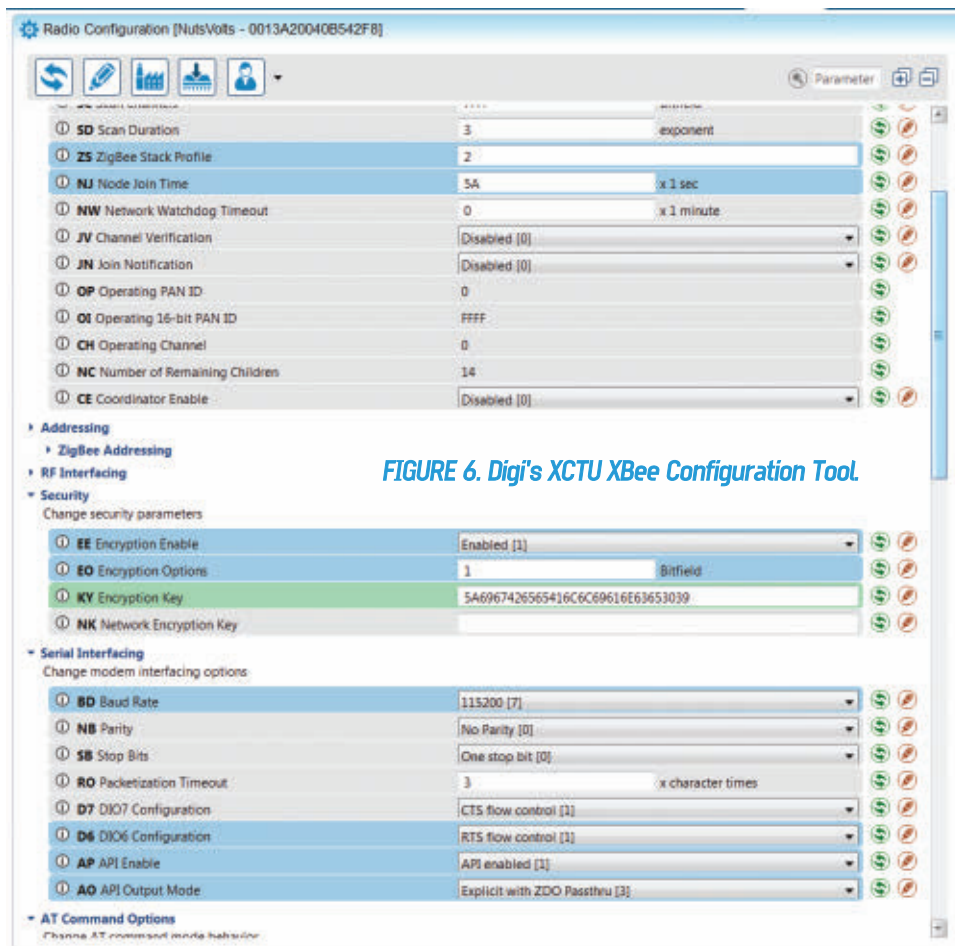 Radio Configuration [NutsVolts - 0013A20040B542F8]
Parameter
SD Scan Duration 3 exponent
ZS ZigBee Stack Profile 2
NJ Node Join Time 5A x 1 sec
NW Network Watchdog Timeout 0 x 1 minute
JV Channel Verification Disabled [0]
JN Join Notification Disabled [0]
OP Operating PAN ID 0
OI Operating 16-bit PAN ID FFFF
CH Operating Channel 0
NC Number of Remaining Children 14
CE Coordinator Enable Disabled [0]
Addressing
ZigBee Addressing
RF Interfacing
FIGURE 6. Digi's XCTU XBee Configuration Tool.
Security
Change security parameters
EE Encryption Enable Enabled [1]
EO Encryption Options 1 Bitfield
KY Encryption Key 5A6967426565416C6C69616E63653039
NK Network Encryption Key
Serial Interfacing
Change modem interfacing options
BD Baud Rate 115200 [7]
NB Parity No Parity [0]
SB Stop Bits One stop bit [0]
RO Packetization Timeout 3 x character times
D7 DIO7 Configuration CTS flow control [1]
D6 DIO6 Configuration RTS flow control [1]
AP API Enable API enabled [1]
AO API Output Mode Explicit with ZDO Passthru [3]
AT Command Options
Change AT command mode behavior